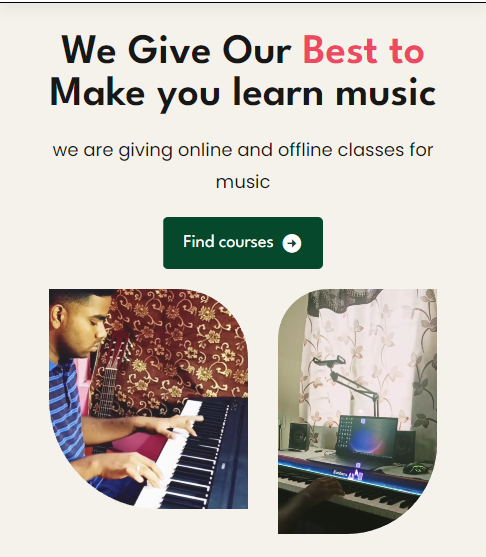 We Give Our Best to
Make you learn music
we are giving online and offline classes for
music
Find courses